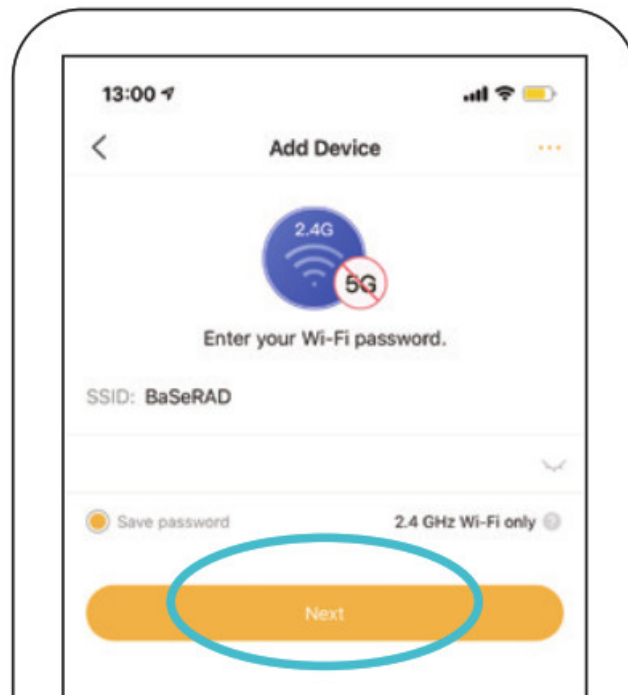 13:00
Add Device
2.4G
5G
Enter your Wi-Fi password.
SSID: BaSeRAD
Save password 2.4 GHz Wi-Fi only ?
Next